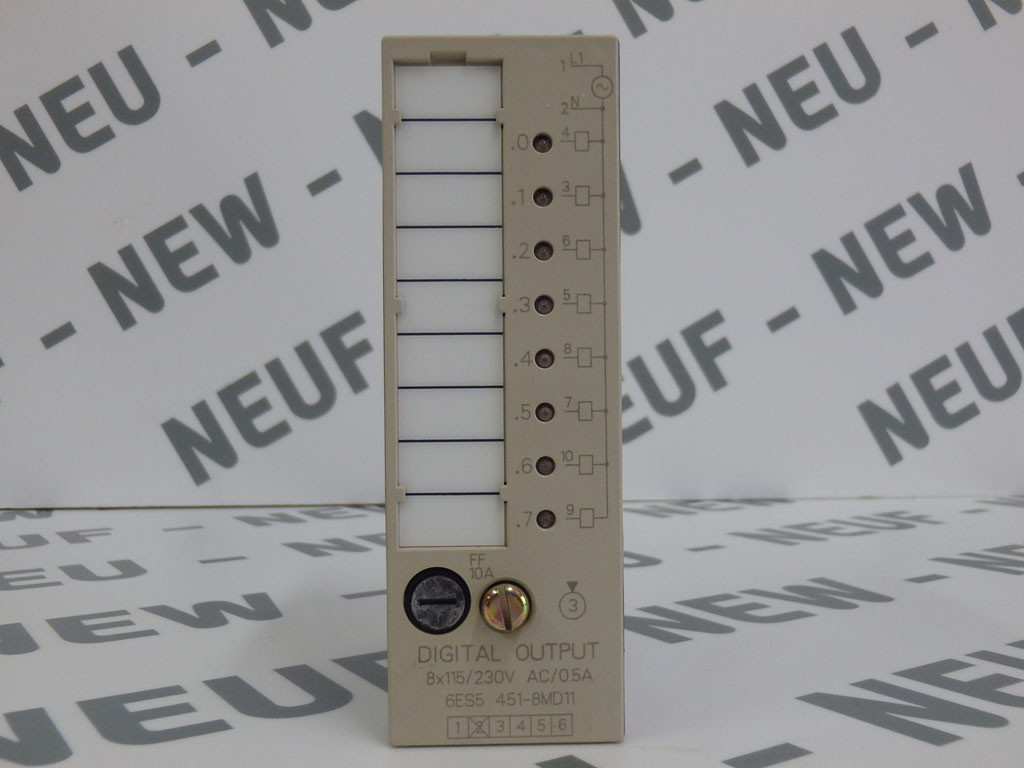 NEUF - NEU - NEW - NEUF
1 L1
2 N
.0 4
.1 3
.2 6
.3 5
.4 8
.5 7
.6 10
.7 9
FF
10A
3
DIGITAL OUTPUT
8x115/230V AC/0.5A
6ES5 451-8MD11
1 2 3 4 5 6